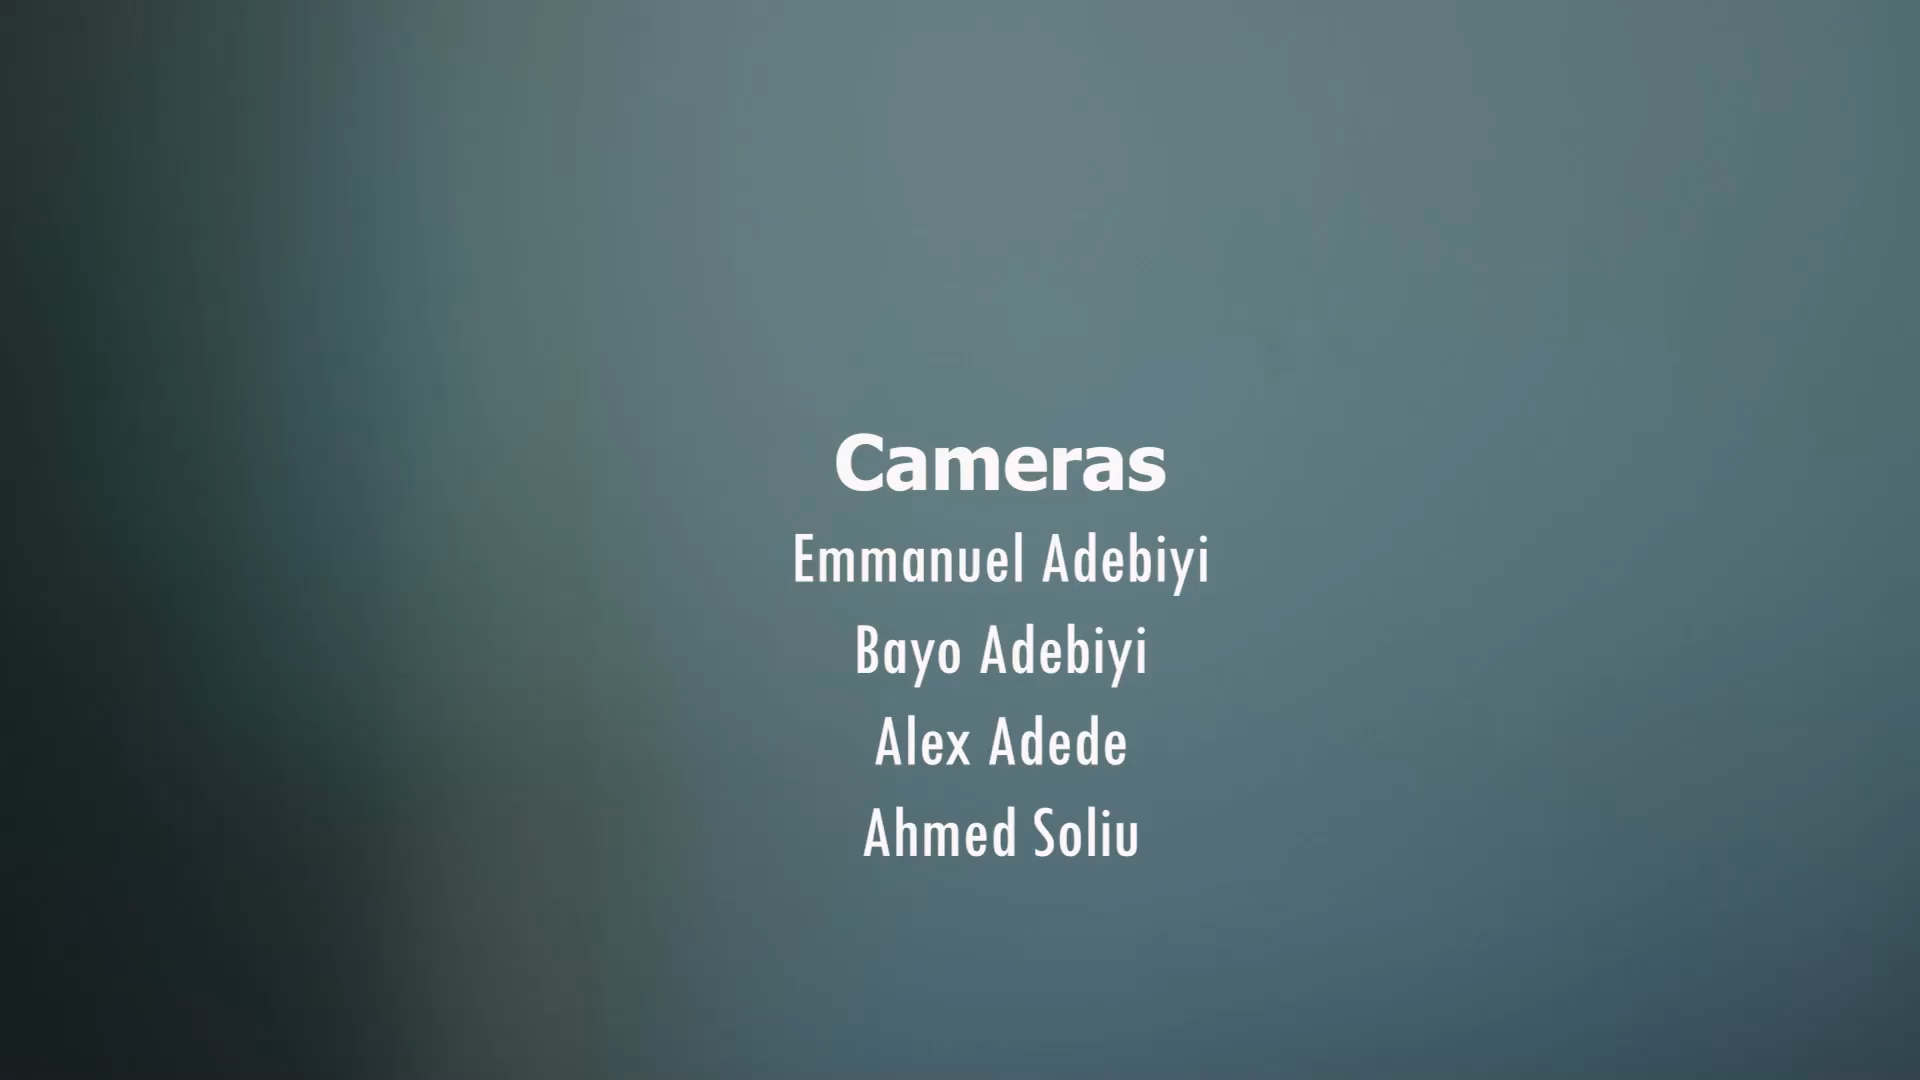 Cameras
Emmanuel Adebiyi
Bayo Adebiyi
Alex Adede
Ahmed Soliu